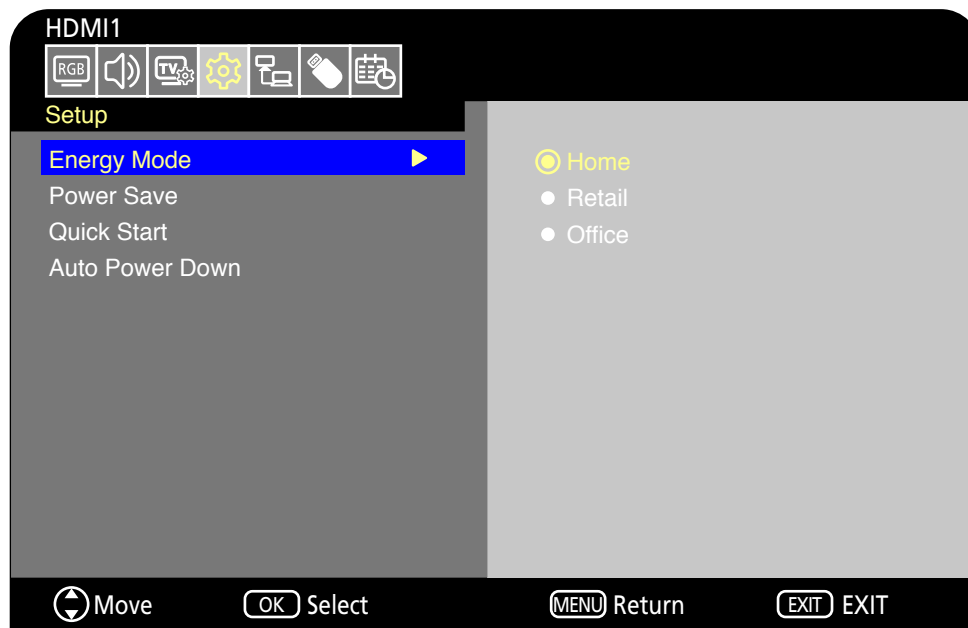 HDMI1
RGB TV
Setup
Energy Mode
Home
Power Save
Retail
Quick Start
Office
Auto Power Down
Move OK Select MENU Return EXIT EXIT